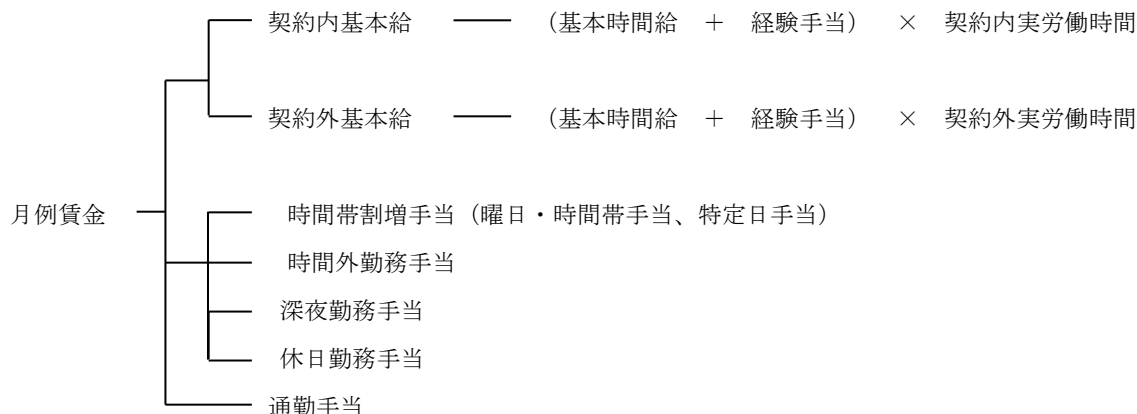 契約内基本給 （基本時間給 ＋ 経験手当） × 契約内実労働時間
契約外基本給 （基本時間給 ＋ 経験手当） × 契約外実労働時間
月例賃金
時間帯割増手当（曜日・時間帯手当、特定日手当）
時間外勤務手当
深夜勤務手当
休日勤務手当
通勤手当